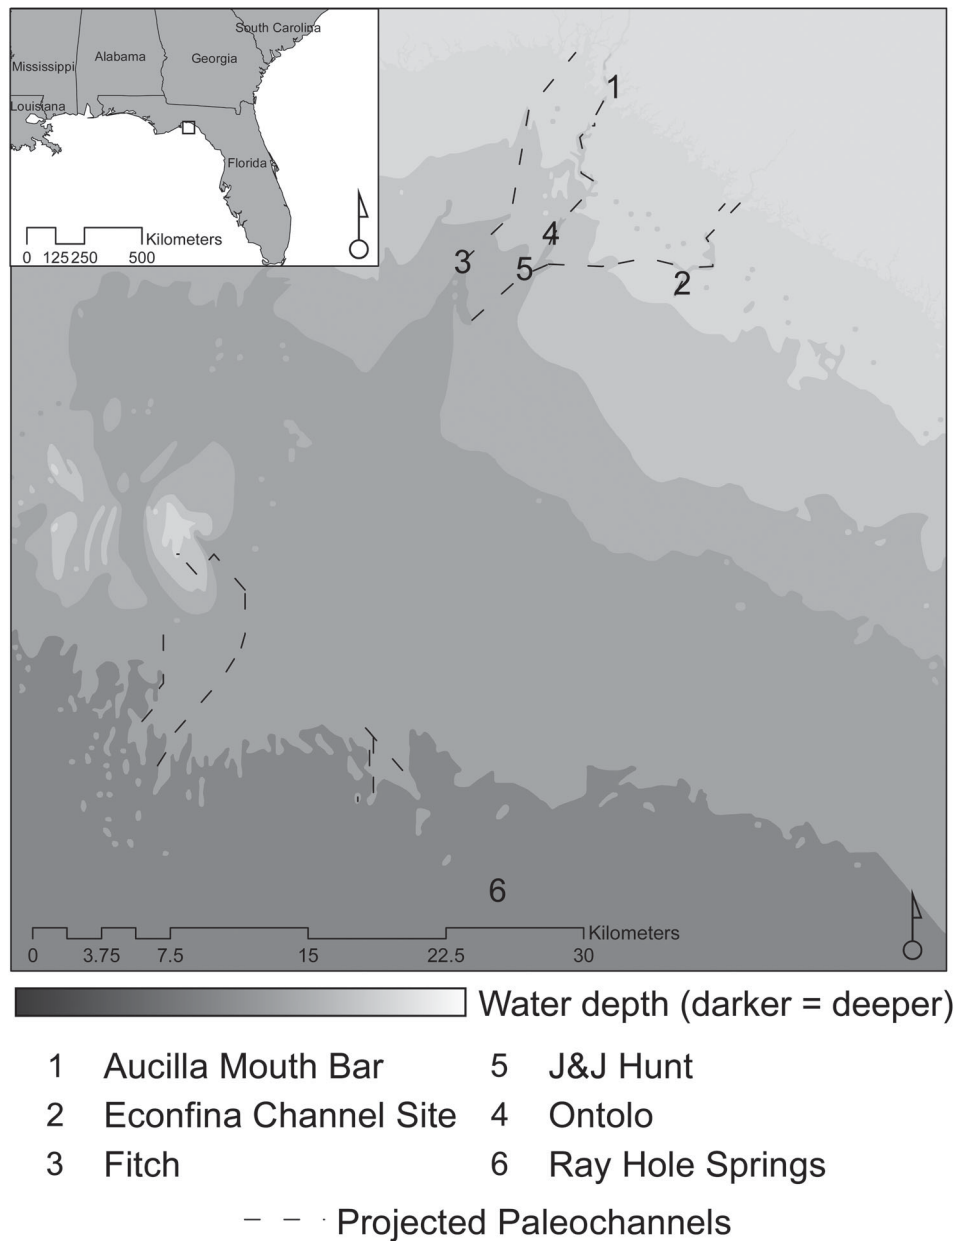 South Carolina
Mississippi Alabama Georgia
Louisiana
Florida
Kilometers
0 125 250 500
1
4
3 5
2
6
Kilometers
0 3.75 7.5 15 22.5 30
Water depth (darker = deeper)
1 Aucilla Mouth Bar 5 J&J Hunt
2 Econfina Channel Site 4 Ontolo
3 Fitch 6 Ray Hole Springs
Projected Paleochannels